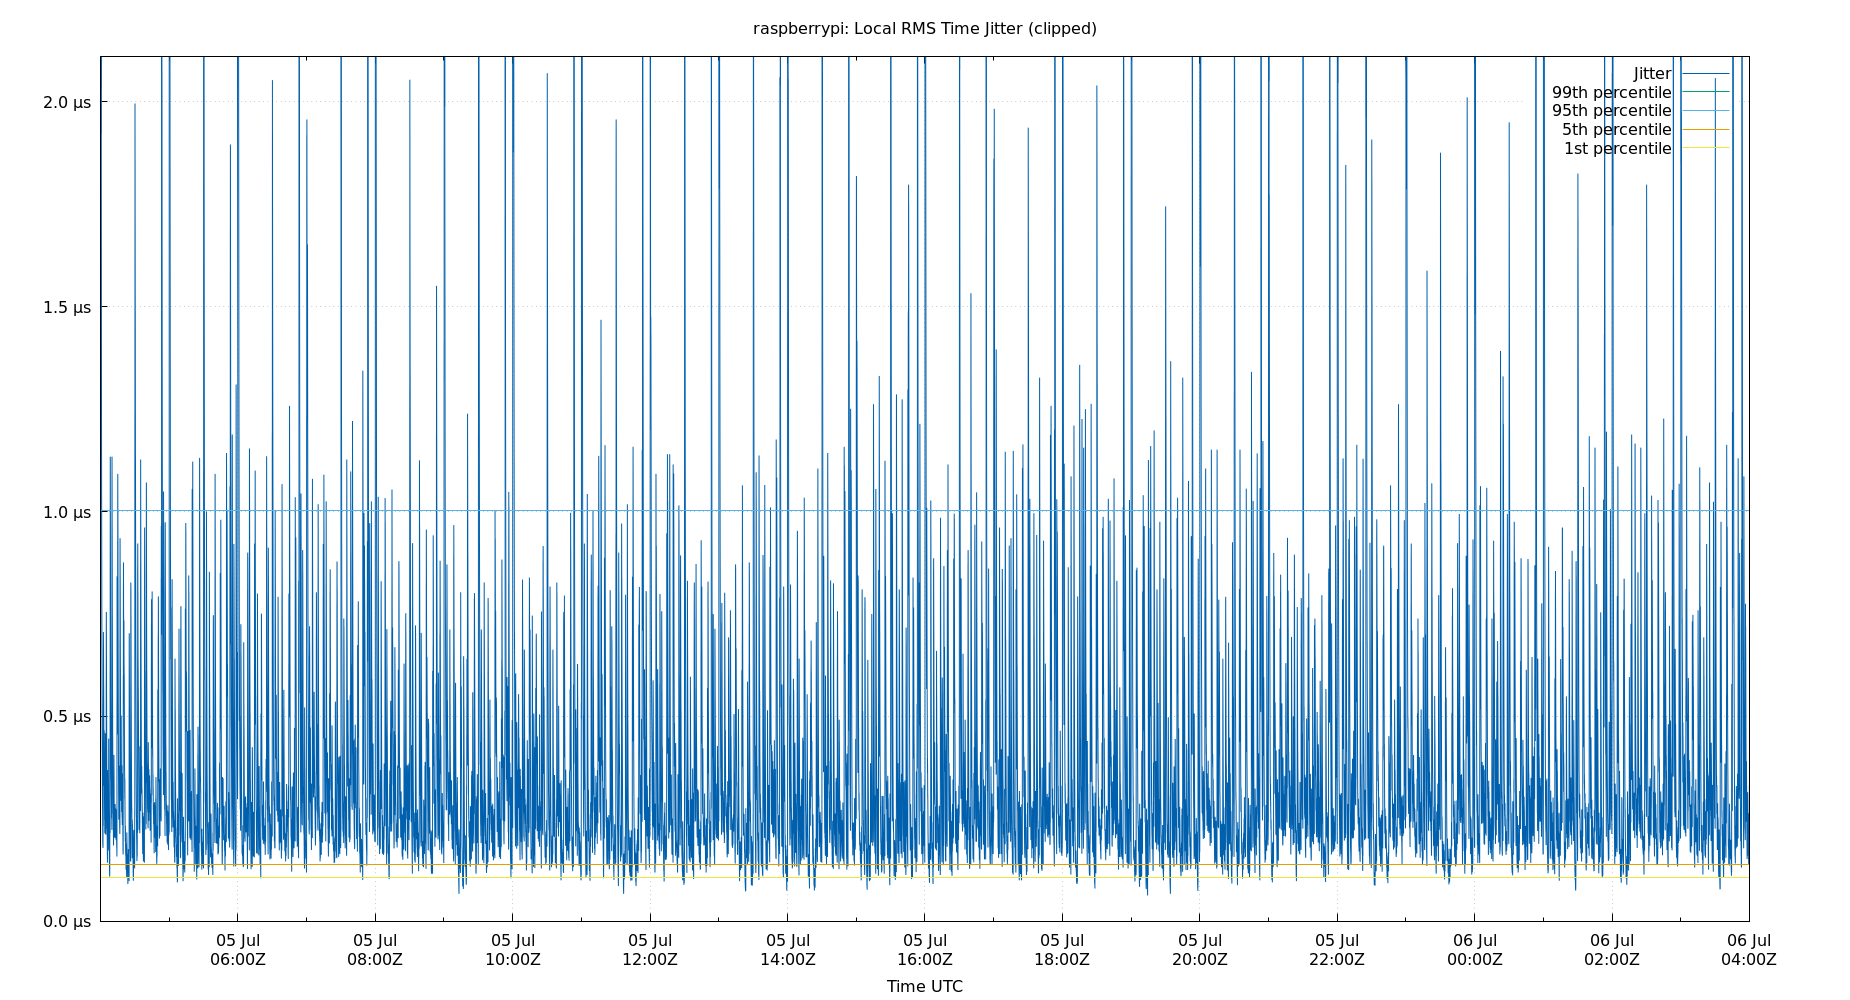 raspberrypi: Local RMS Time Jitter (clipped)
Jitter
99th percentile
95th percentile
5th percentile
1st percentile
2.0 μs
1.5 μs
1.0 μs
0.5 μs
0.0 μs
05 Jul 05 Jul 05 Jul 05 Jul 05 Jul 05 Jul 05 Jul 05 Jul 05 Jul 06 Jul 06 Jul 06 Jul
06:00Z 08:00Z 10:00Z 12:00Z 14:00Z 16:00Z 18:00Z 20:00Z 22:00Z 00:00Z 02:00Z 04:00Z
Time UTC